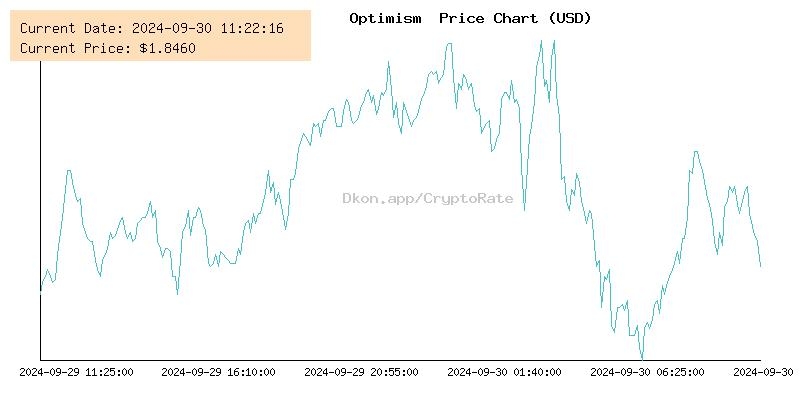 Optimism Price Chart (USD)
Current Date: 2024-09-30 11:22:16
Current Price: $1.8460
Dkon.app/CryptoRate
2024-09-29 11:25:00 2024-09-29 16:10:00 2024-09-29 20:55:00 2024-09-30 01:40:00 2024-09-30 06:25:00 2024-09-30